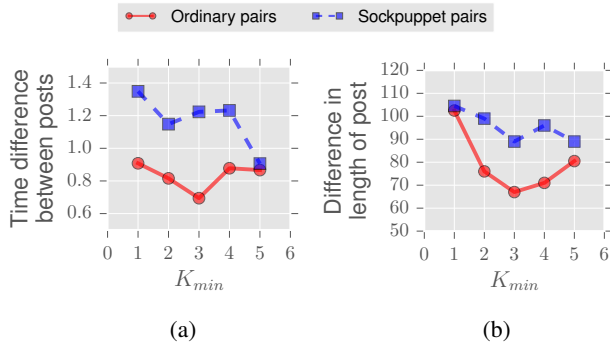 Ordinary pairs Sockpuppet pairs
Time difference
between posts
1.4
1.2
1.0
0.8
0.6
0 1 2 3 4 5 6
K_min
(a)
Difference in
length of post
120
110
100
90
80
70
60
50
0 1 2 3 4 5 6
K_min
(b)